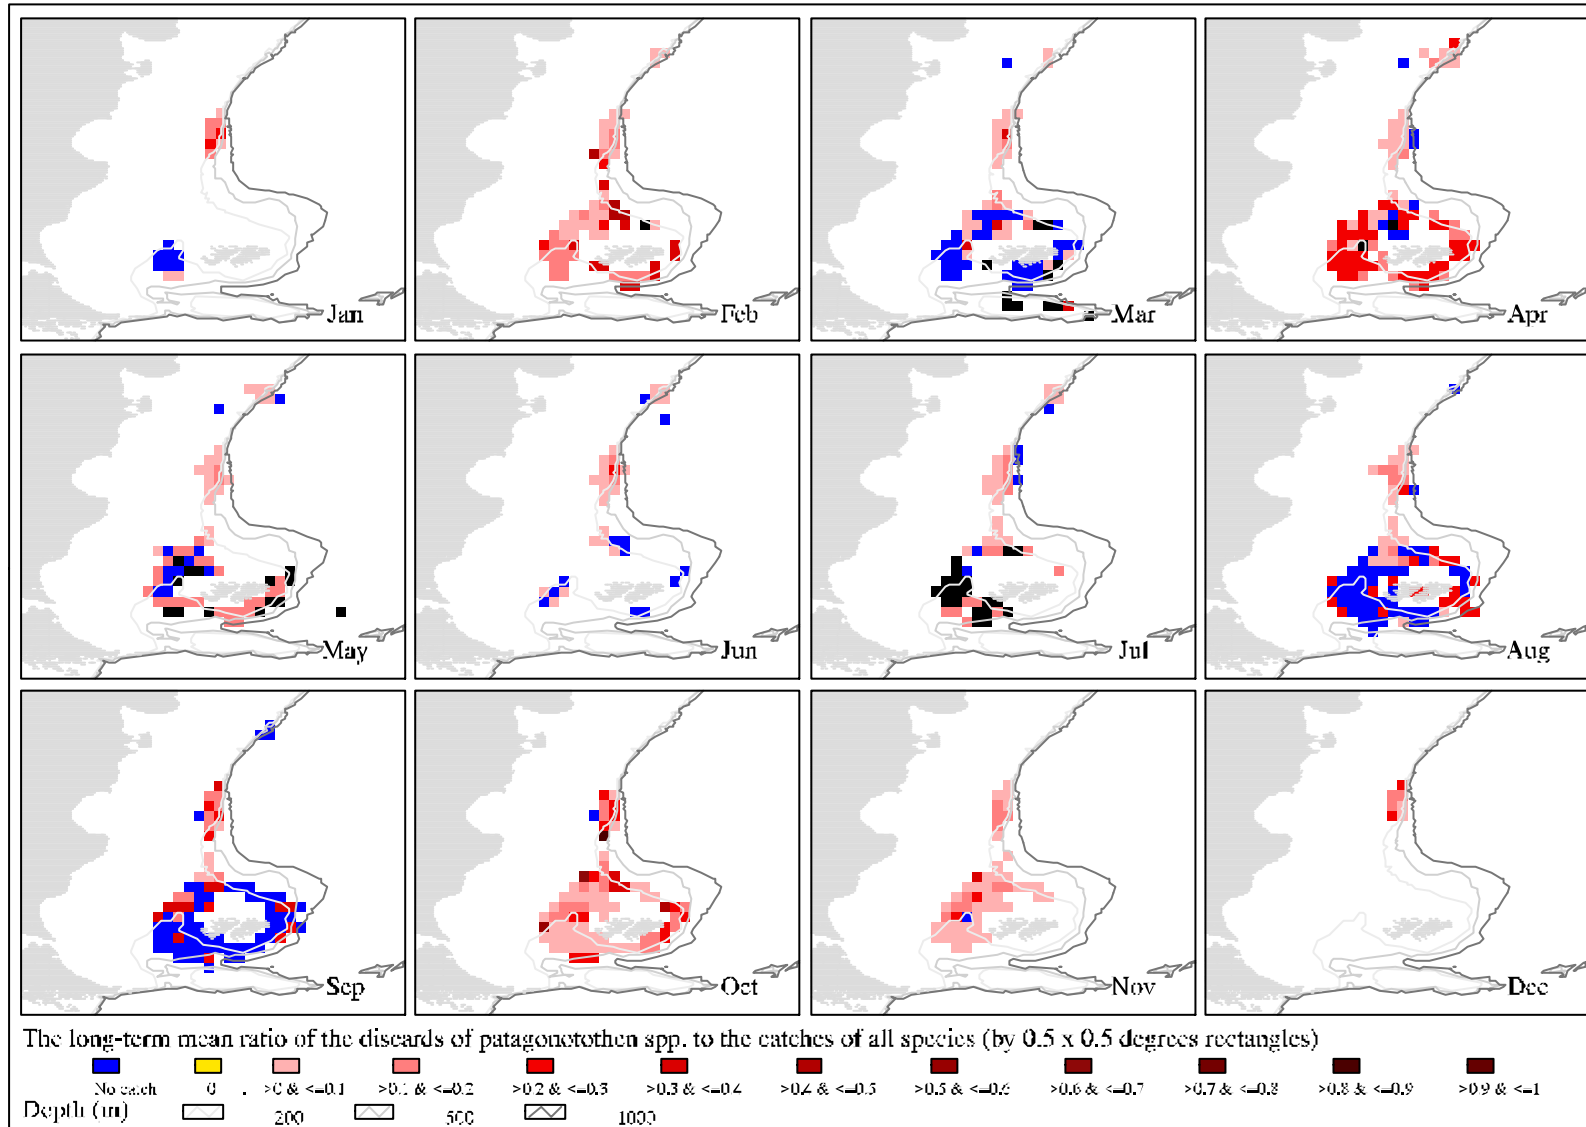 Jan
Feb
Mar
Apr
May
Jun
Jul
Aug
Sep
Oct
Nov
Dec
The long-term mean ratio of the discards of patagonotothen spp. to the catches of all species (by 0.5 x 0.5 degrees rectangles)
No catch 0 >0 & <=0.1 >0.1 & <=0.2 >0.2 & <=0.3 >0.3 & <=0.4 >0.4 & <=0.5 >0.5 & <=0.6 >0.6 & <=0.7 >0.7 & <=0.8 >0.8 & <=0.9 >0.9 & <=1
Depth (m) 200 500 1000